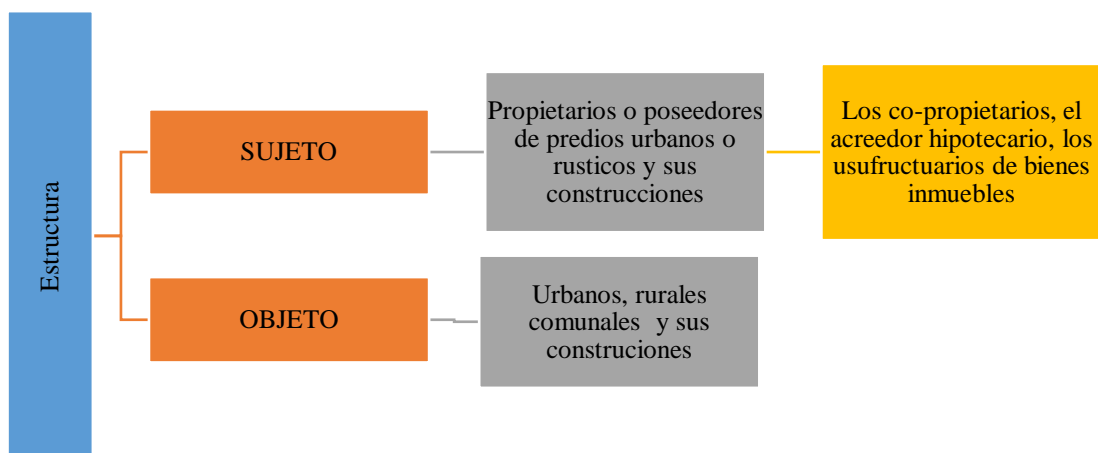 Estructura
SUJETO
Propietarios o poseedores
de predios urbanos o
rusticos y sus
construcciones
Los co-propietarios, el
acreedor hipotecario, los
usufructuarios de bienes
inmuebles
OBJETO
Urbanos, rurales
comunales y sus
construciones